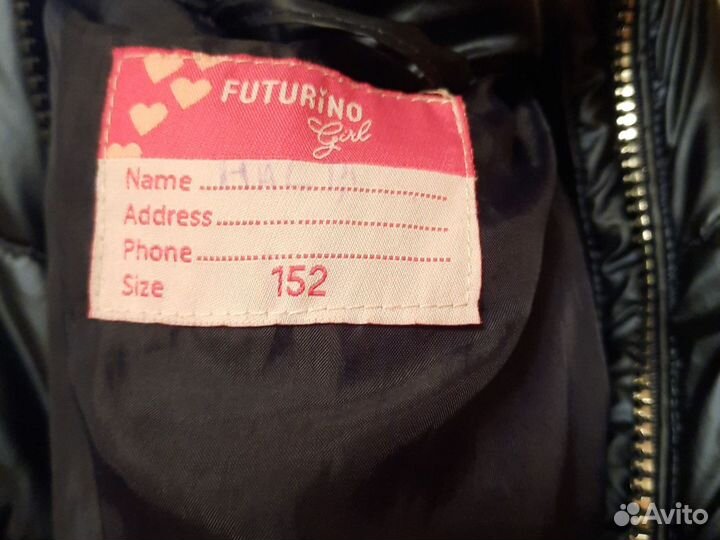 FUTURiNO
Girl
Name
Address
Phone
Size 152
Avito